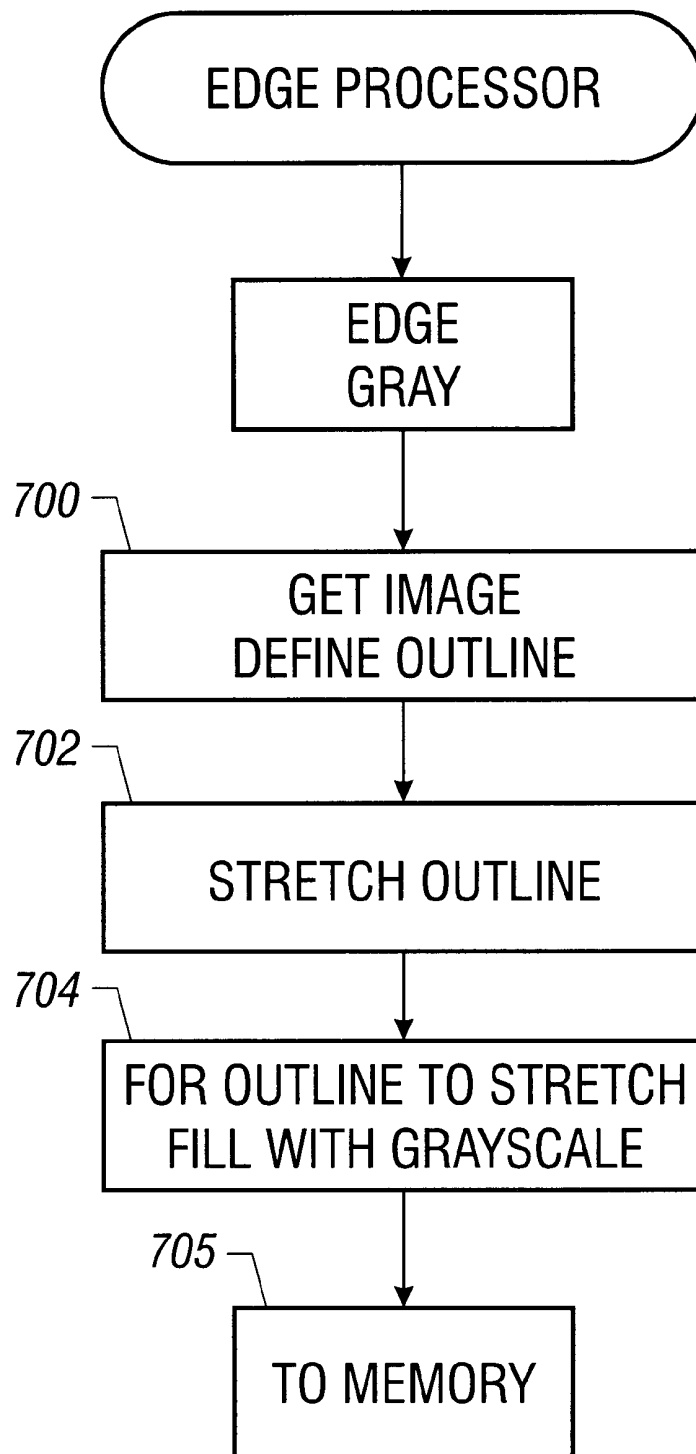 EDGE PROCESSOR
EDGE
GRAY
700
GET IMAGE
DEFINE OUTLINE
702
STRETCH OUTLINE
704
FOR OUTLINE TO STRETCH
FILL WITH GRAYSCALE
705
TO MEMORY